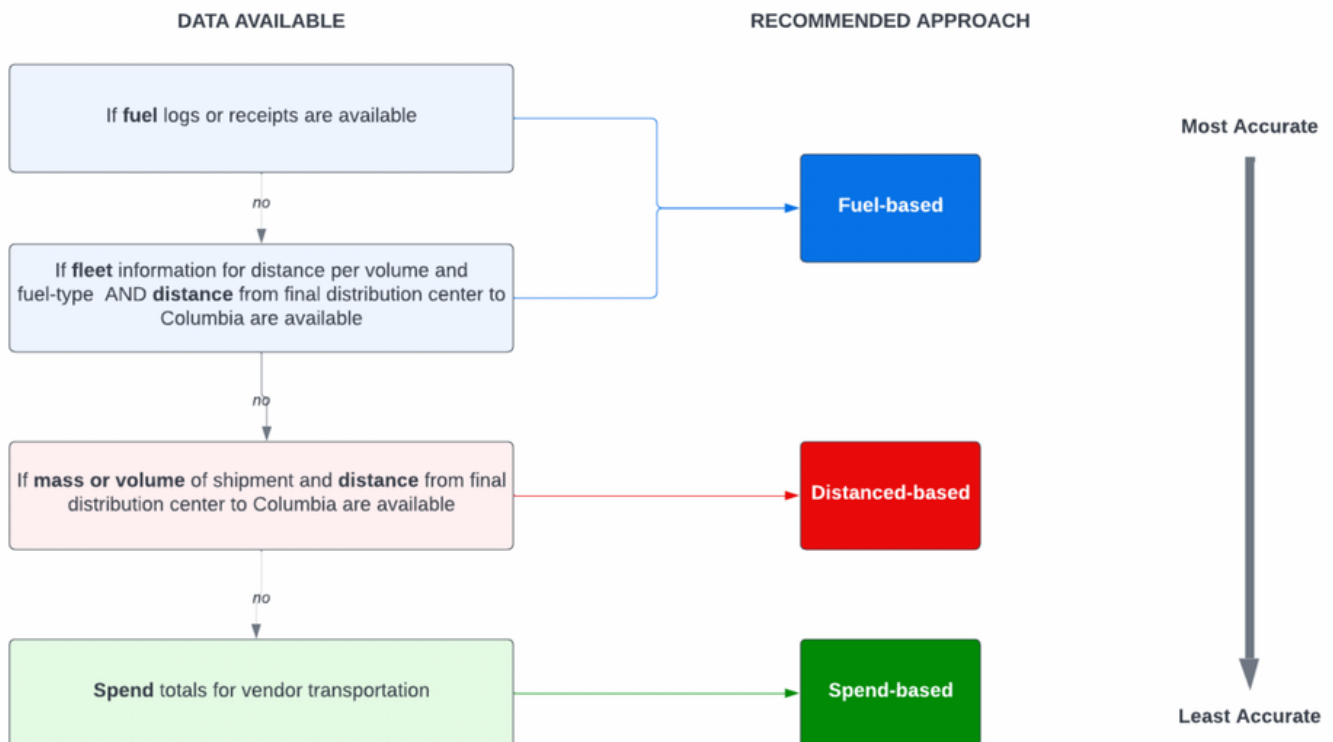 DATA AVAILABLE
RECOMMENDED APPROACH
If fuel logs or receipts are available
Most Accurate
Fuel-based
no
If fleet information for distance per volume and
fuel-type AND distance from final distribution center to
Columbia are available
no
If mass or volume of shipment and distance from final
distribution center to Columbia are available
Distanced-based
no
Spend totals for vendor transportation
Spend-based
Least Accurate